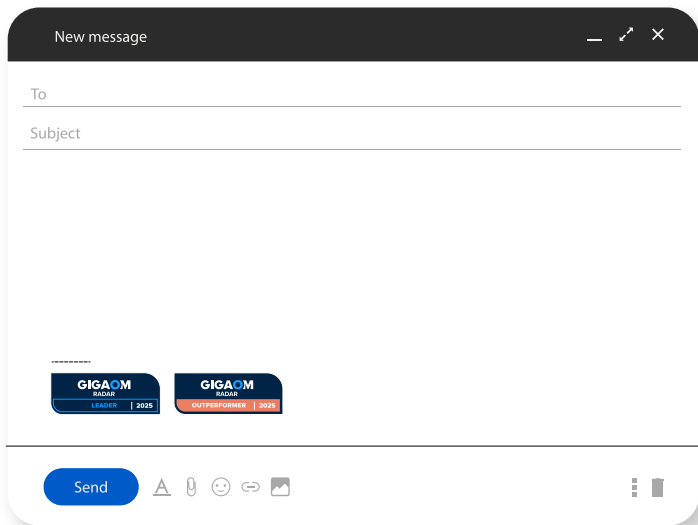 New message
To
Subject
---------
GIGAOM
RADAR
LEADER | 2025
GIGAOM
RADAR
OUTPERFORMER | 2025
Send